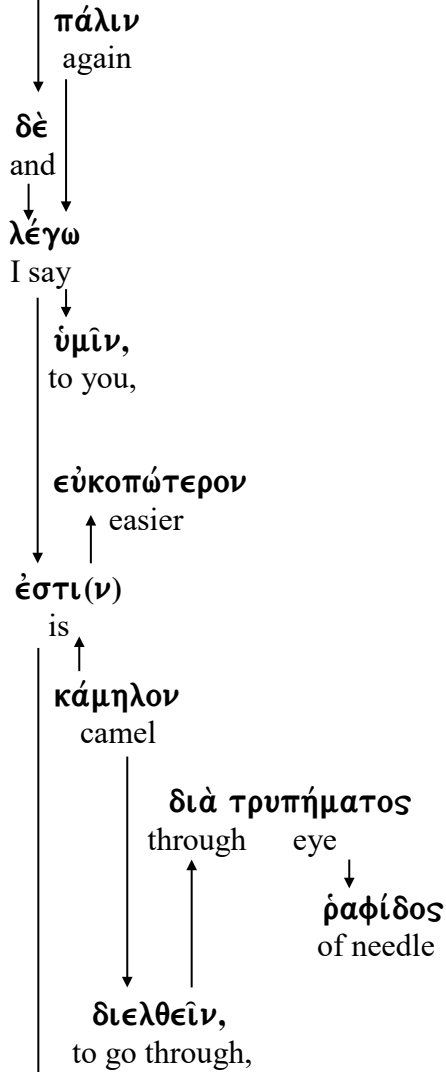 πάλιν
again
δὲ
and
λέγω
I say
ὑμῖν,
to you,
εὐκοπώτερον
easier
ἐστι(ν)
is
κάμηλον
camel
διὰ τρυπήματος
through eye
ῥαφίδος
of needle
διελθεῖν,
to go through,